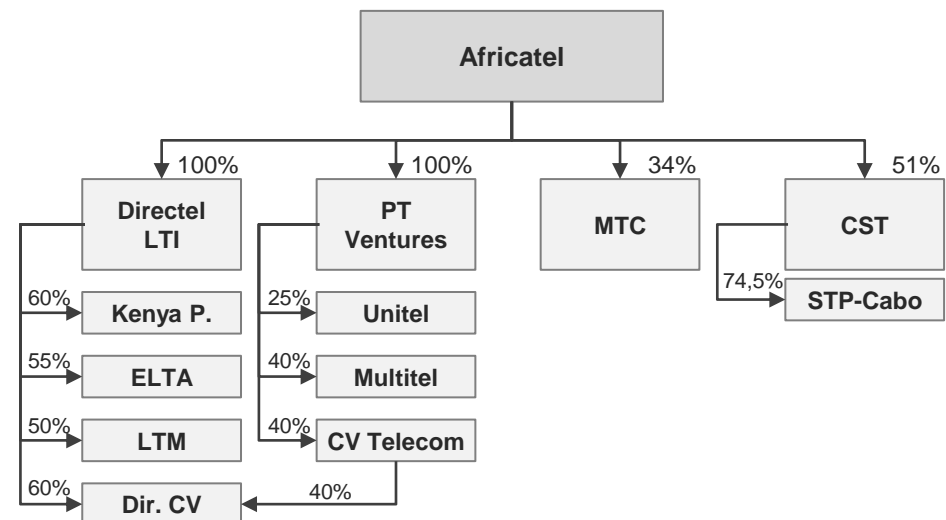 Africatel
100%
100%
34%
51%
Directel
LTI
PT
Ventures
MTC
CST
60%
Kenya P.
25%
Unitel
74,5%
STP-Cabo
55%
ELTA
40%
Multitel
50%
LTM
40%
CV Telecom
60%
Dir. CV
40%